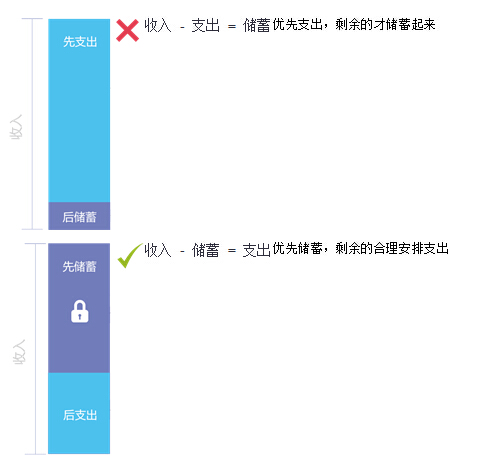 先支出
收入 - 支出 = 储蓄优先支出，剩余的才储蓄起来
收入
后储蓄
收入 - 储蓄 = 支出优先储蓄，剩余的合理安排支出
先储蓄
收入
后支出